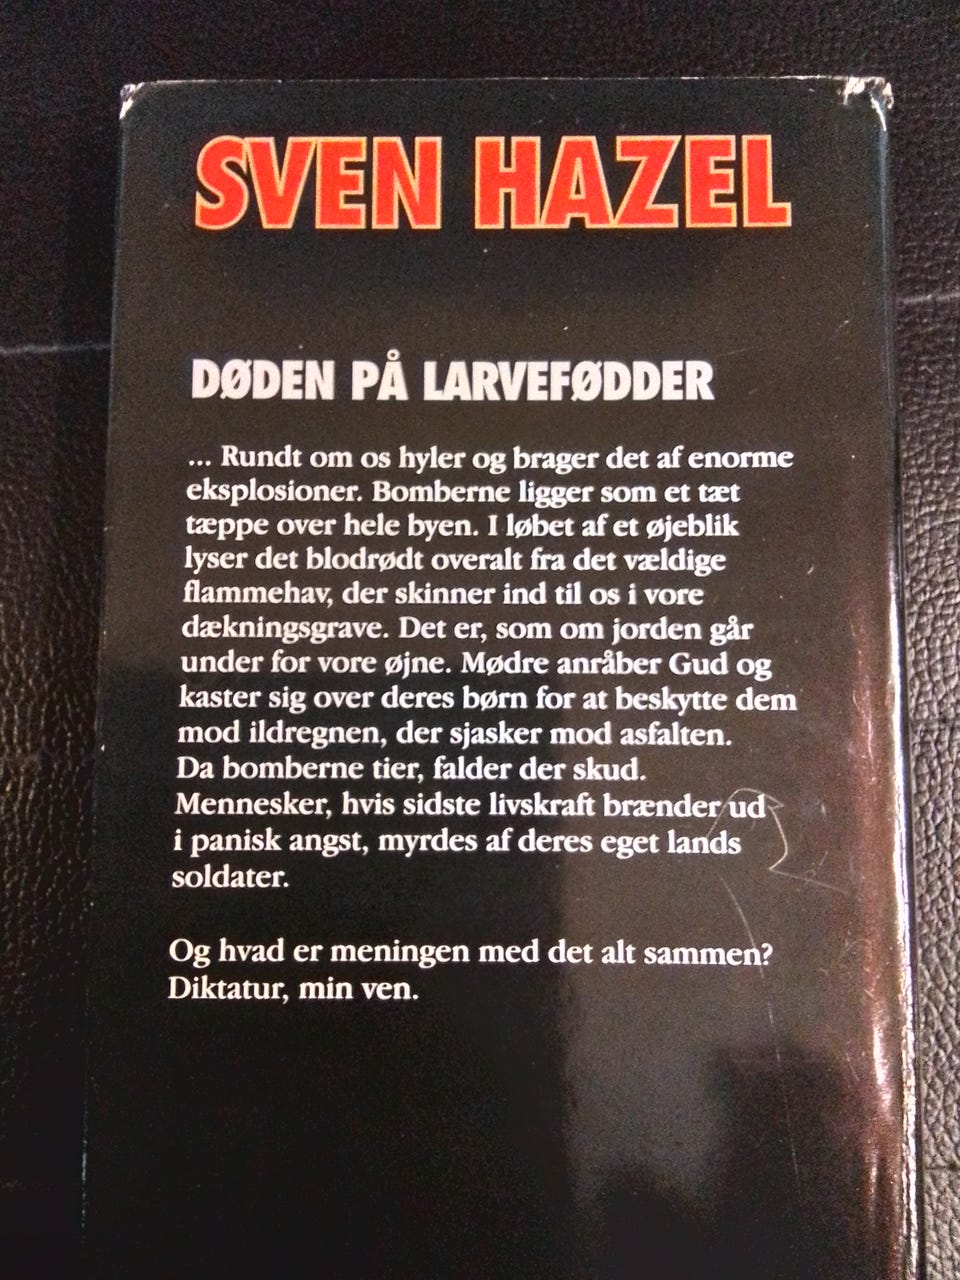 SVEN HAZEL
DØDEN PÅ LARVEFØDDER
... Rundt om os hyler og brager det af enorme
eksplosioner. Bomberne ligger som et tæt
tæppe over hele byen. I løbet af et øjeblik
lyser det blodrødt overalt fra det vældige
flammehav, der skinner ind til os i vore
dækningsgrave. Det er, som om jorden går
under for vore øjne. Mødre anråber Gud og
kaster sig over deres børn for at beskytte dem
mod ildregnen, der sjasker mod asfalten.
Da bomberne tier, falder der skud.
Mennesker, hvis sidste livskraft brænder ud
i panisk angst, myrdes af deres eget lands
soldater.
Og hvad er meningen med det alt sammen?
Diktatur, min ven.